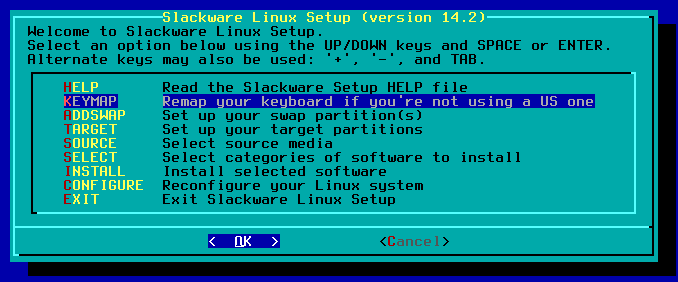 Slackware Linux Setup (version 14.2)
Welcome to Slackware Linux Setup.
Select an option below using the UP/DOWN keys and SPACE or ENTER.
Alternate keys may also be used: '+', '-', and TAB.
HELP Read the Slackware Setup HELP file
KEYMAP Remap your keyboard if you're not using a US one
ADDSWAP Set up your swap partition(s)
TARGET Set up your target partitions
SOURCE Select source media
SELECT Select categories of software to install
INSTALL Install selected software
CONFIGURE Reconfigure your Linux system
EXIT Exit Slackware Linux Setup
< OK > <Cancel>